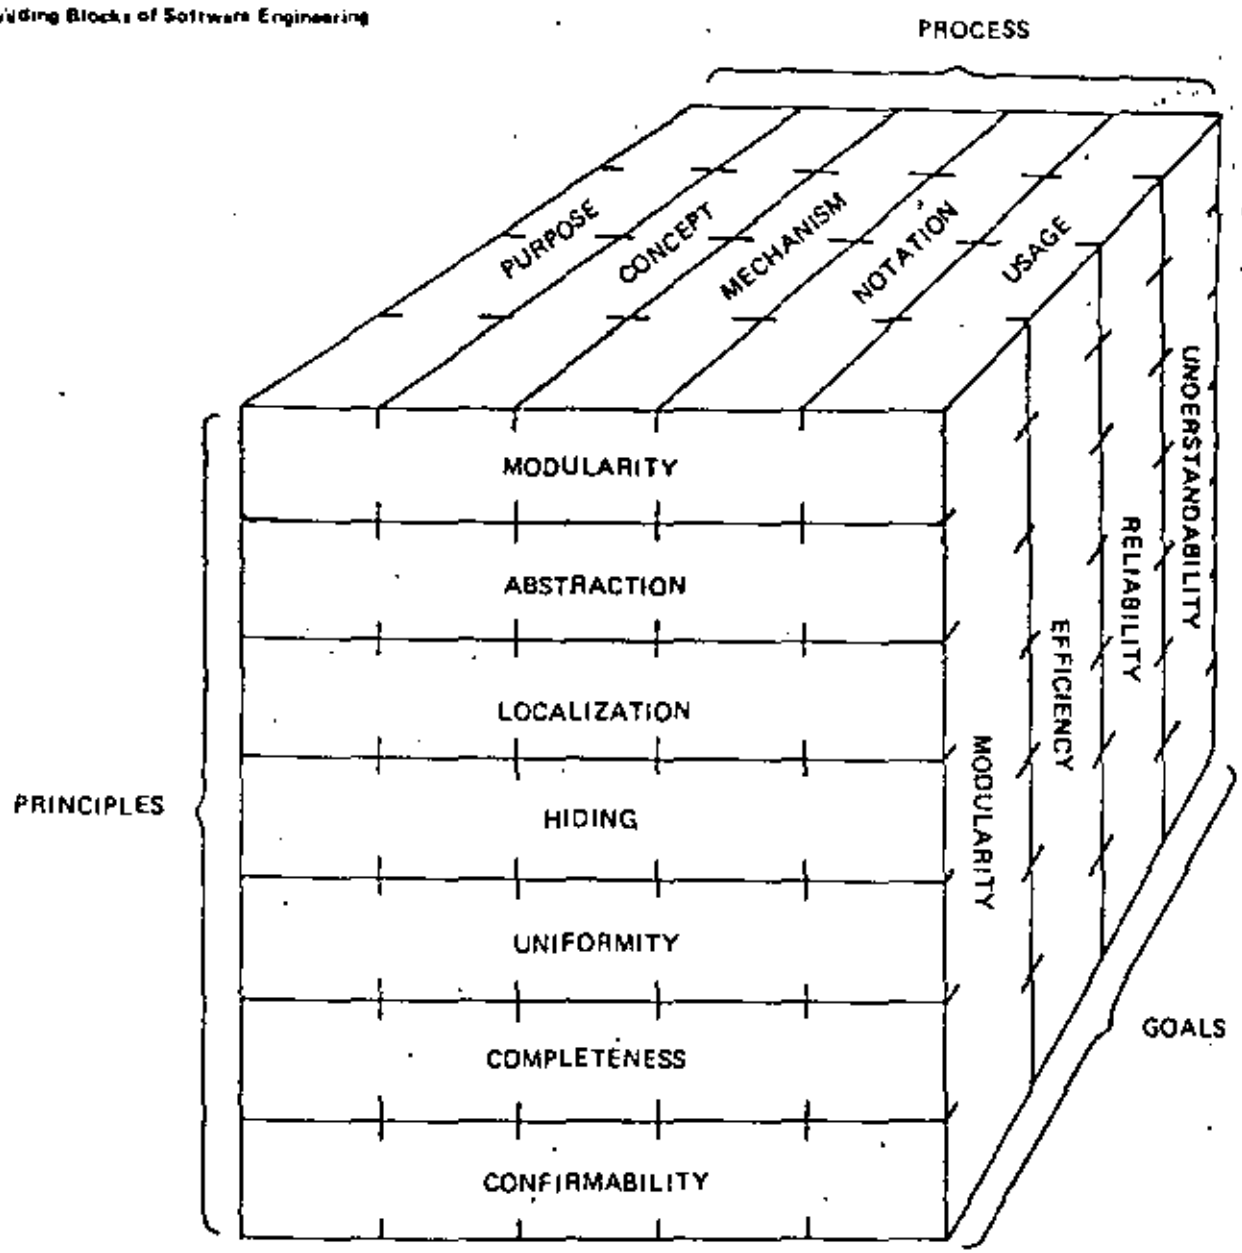 Building Blocks of Software Engineering
PROCESS
PURPOSE
CONCEPT
MECHANISM
NOTATION
USAGE
PRINCIPLES
MODULARITY
ABSTRACTION
LOCALIZATION
HIDING
UNIFORMITY
COMPLETENESS
CONFIRMABILITY
MODULARITY
EFFICIENCY
RELIABILITY
UNDERSTANDABILITY
GOALS